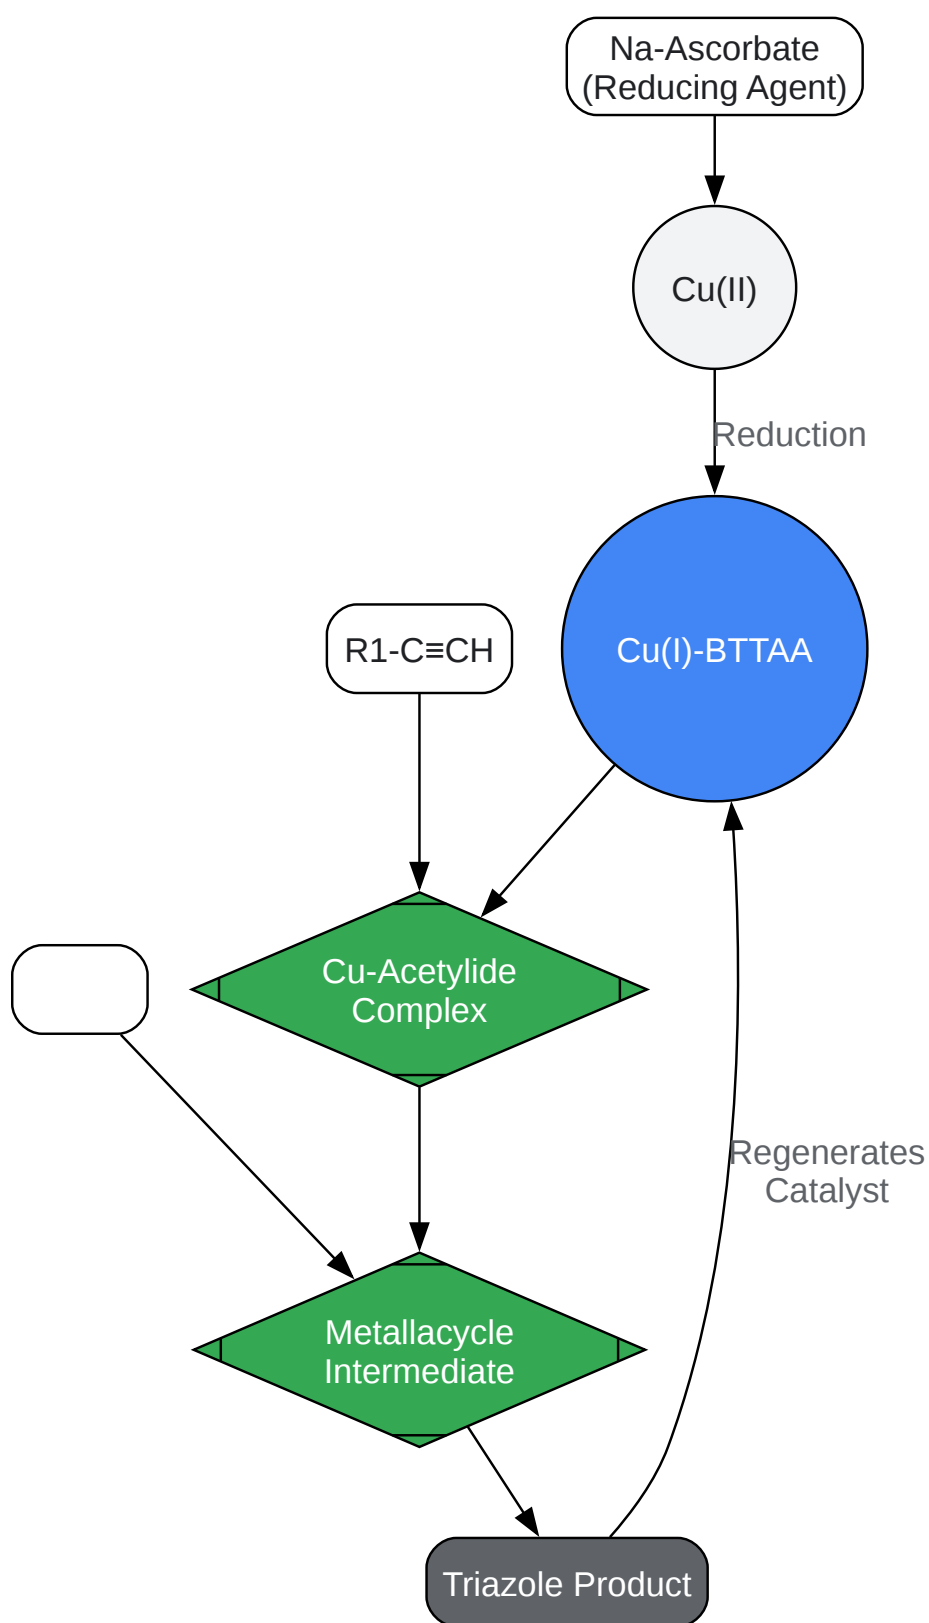 Na-Ascorbate
(Reducing Agent)
Cu(II)
Reduction
R1-C≡CH
Cu(I)-BTTAA
Cu-Acetylide
Complex
Regenerates
Catalyst
Metallacycle
Intermediate
Triazole Product